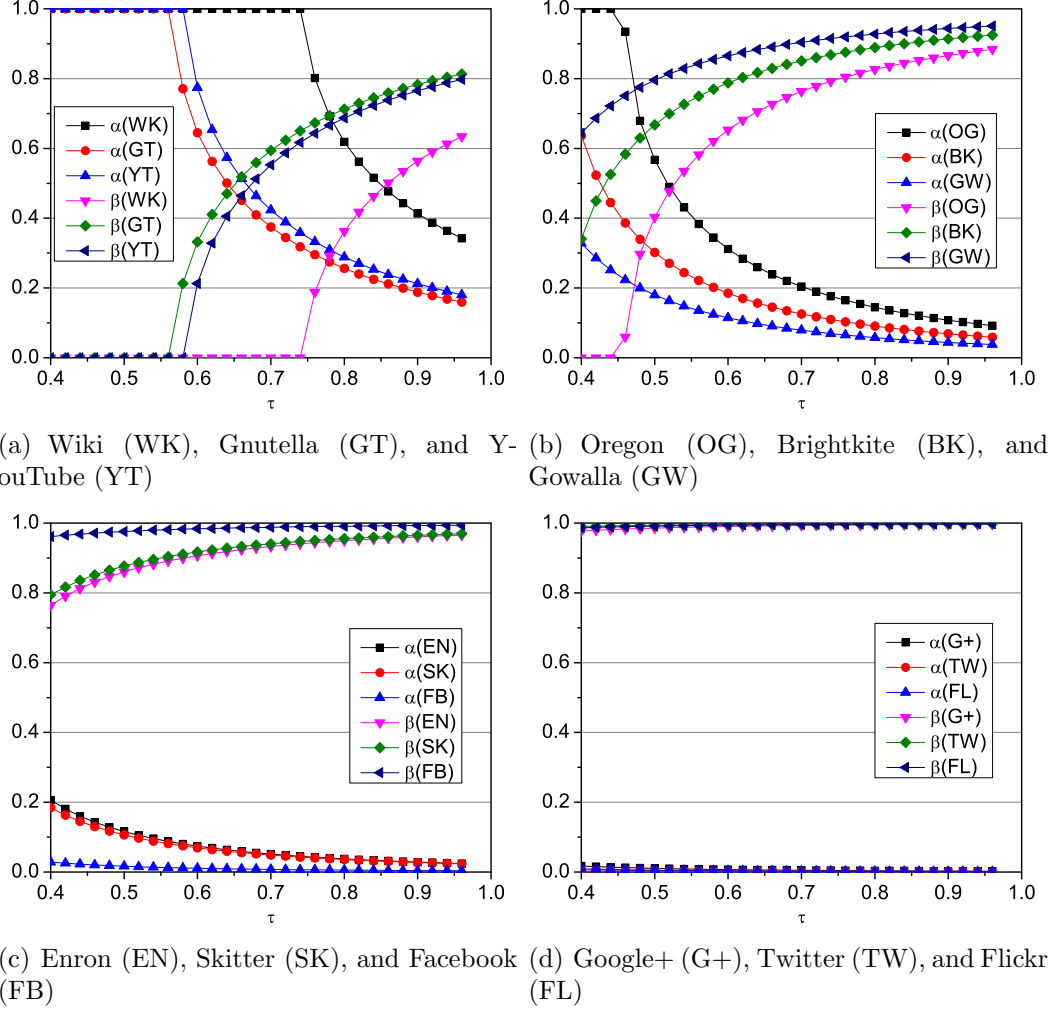 1.0
0.8
0.6
0.4
0.2
0.0
α(WK)
α(GT)
α(YT)
β(WK)
β(GT)
β(YT)
0.4 0.5 0.6 0.7 0.8 0.9 1.0
τ
(a) Wiki (WK), Gnutella (GT), and Y-
ouTube (YT)
1.0
0.8
0.6
0.4
0.2
0.0
α(OG)
α(BK)
α(GW)
β(OG)
β(BK)
β(GW)
0.4 0.5 0.6 0.7 0.8 0.9 1.0
τ
(b) Oregon (OG), Brightkite (BK), and
Gowalla (GW)
1.0
0.8
0.6
0.4
0.2
0.0
α(EN)
α(SK)
α(FB)
β(EN)
β(SK)
β(FB)
0.4 0.5 0.6 0.7 0.8 0.9 1.0
τ
(c) Enron (EN), Skitter (SK), and Facebook
(FB)
1.0
0.8
0.6
0.4
0.2
0.0
α(G+)
α(TW)
α(FL)
β(G+)
β(TW)
β(FL)
0.4 0.5 0.6 0.7 0.8 0.9 1.0
τ
(d) Google+ (G+), Twitter (TW), and Flickr
(FL)